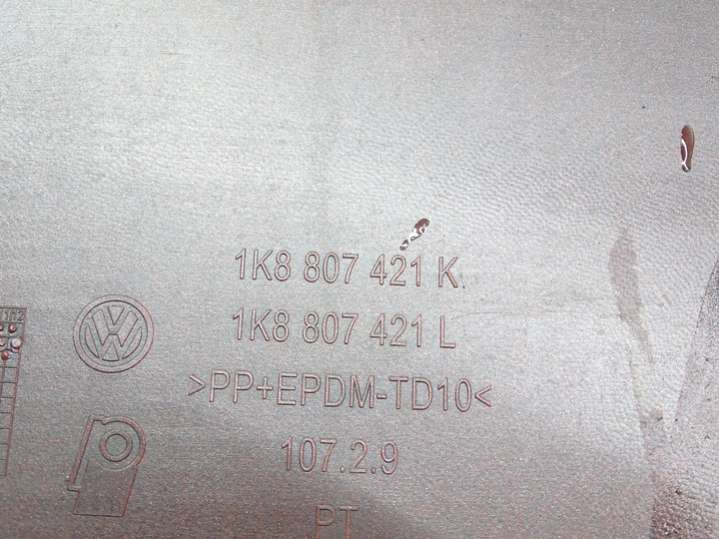 1K8 807 421 K
1K8 807 421 L
>PP+EPDM-TD10<
107.2.9
PT